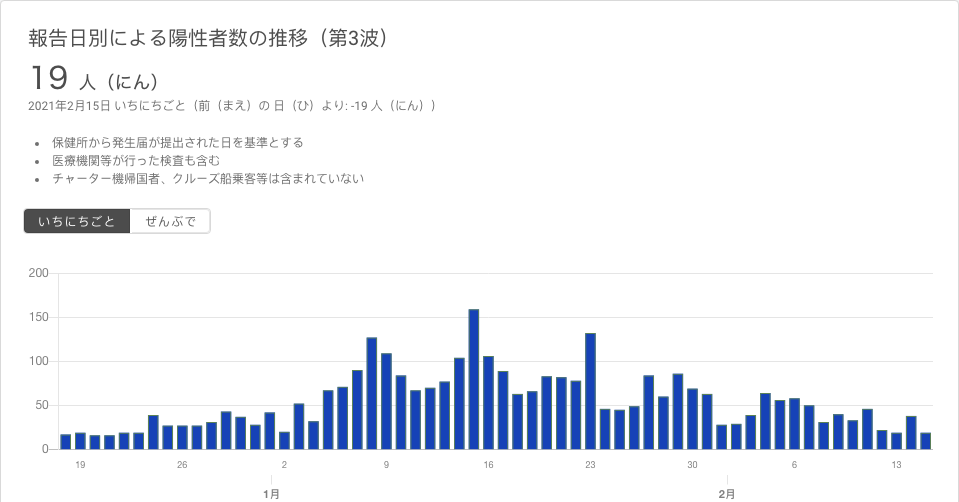 報告日別による陽性者数の推移（第3波）
19 人（にん）
2021年2月15日 いちにちごと（前（まえ）の 日（ひ）より: -19 人（にん））
• 保健所から発生届が提出された日を基準とする
• 医療機関等が行った検査も含む
• チャーター機帰国者、クルーズ船乗客等は含まれていない
いちにちごと ぜんぶで
200
150
100
50
0
19 26 2 9 16 23 30 6 13
1月 2月